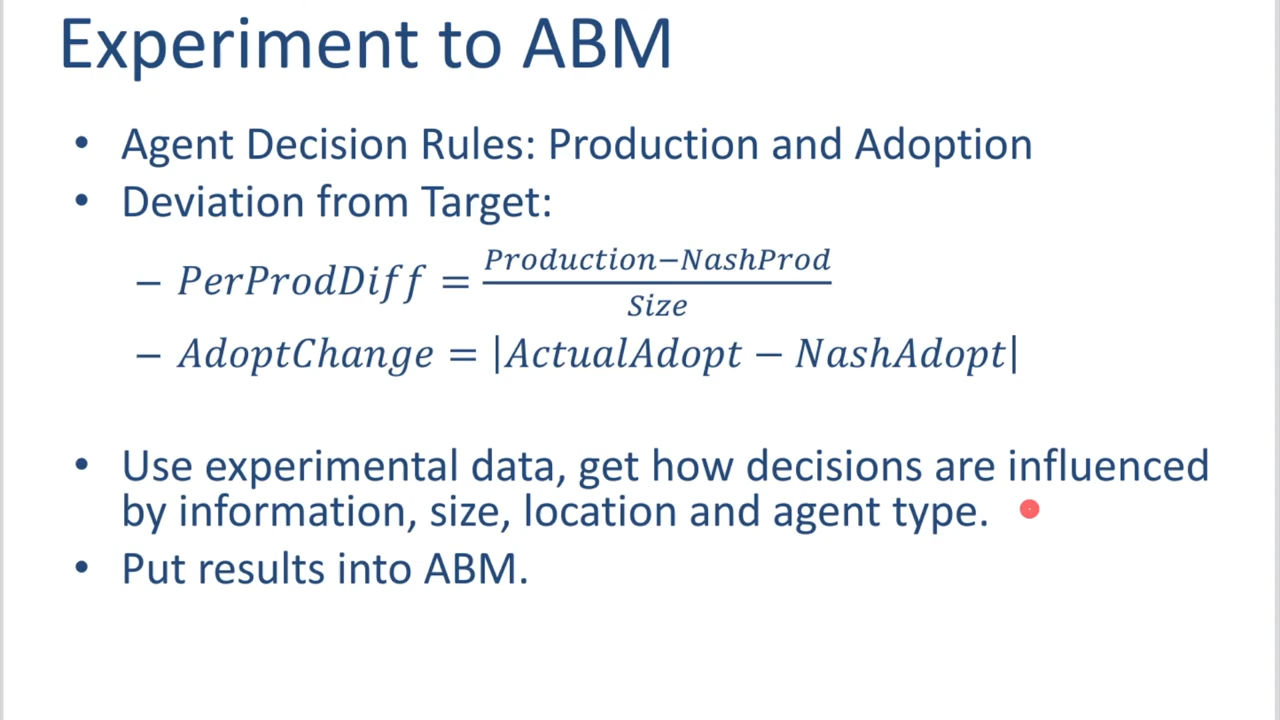 Experiment to ABM
• Agent Decision Rules: Production and Adoption
• Deviation from Target:
– PerProdDiff = \frac{Production−NashProd}{Size}
– AdoptChange = |ActualAdopt − NashAdopt|
• Use experimental data, get how decisions are influenced
by information, size, location and agent type.
• Put results into ABM.